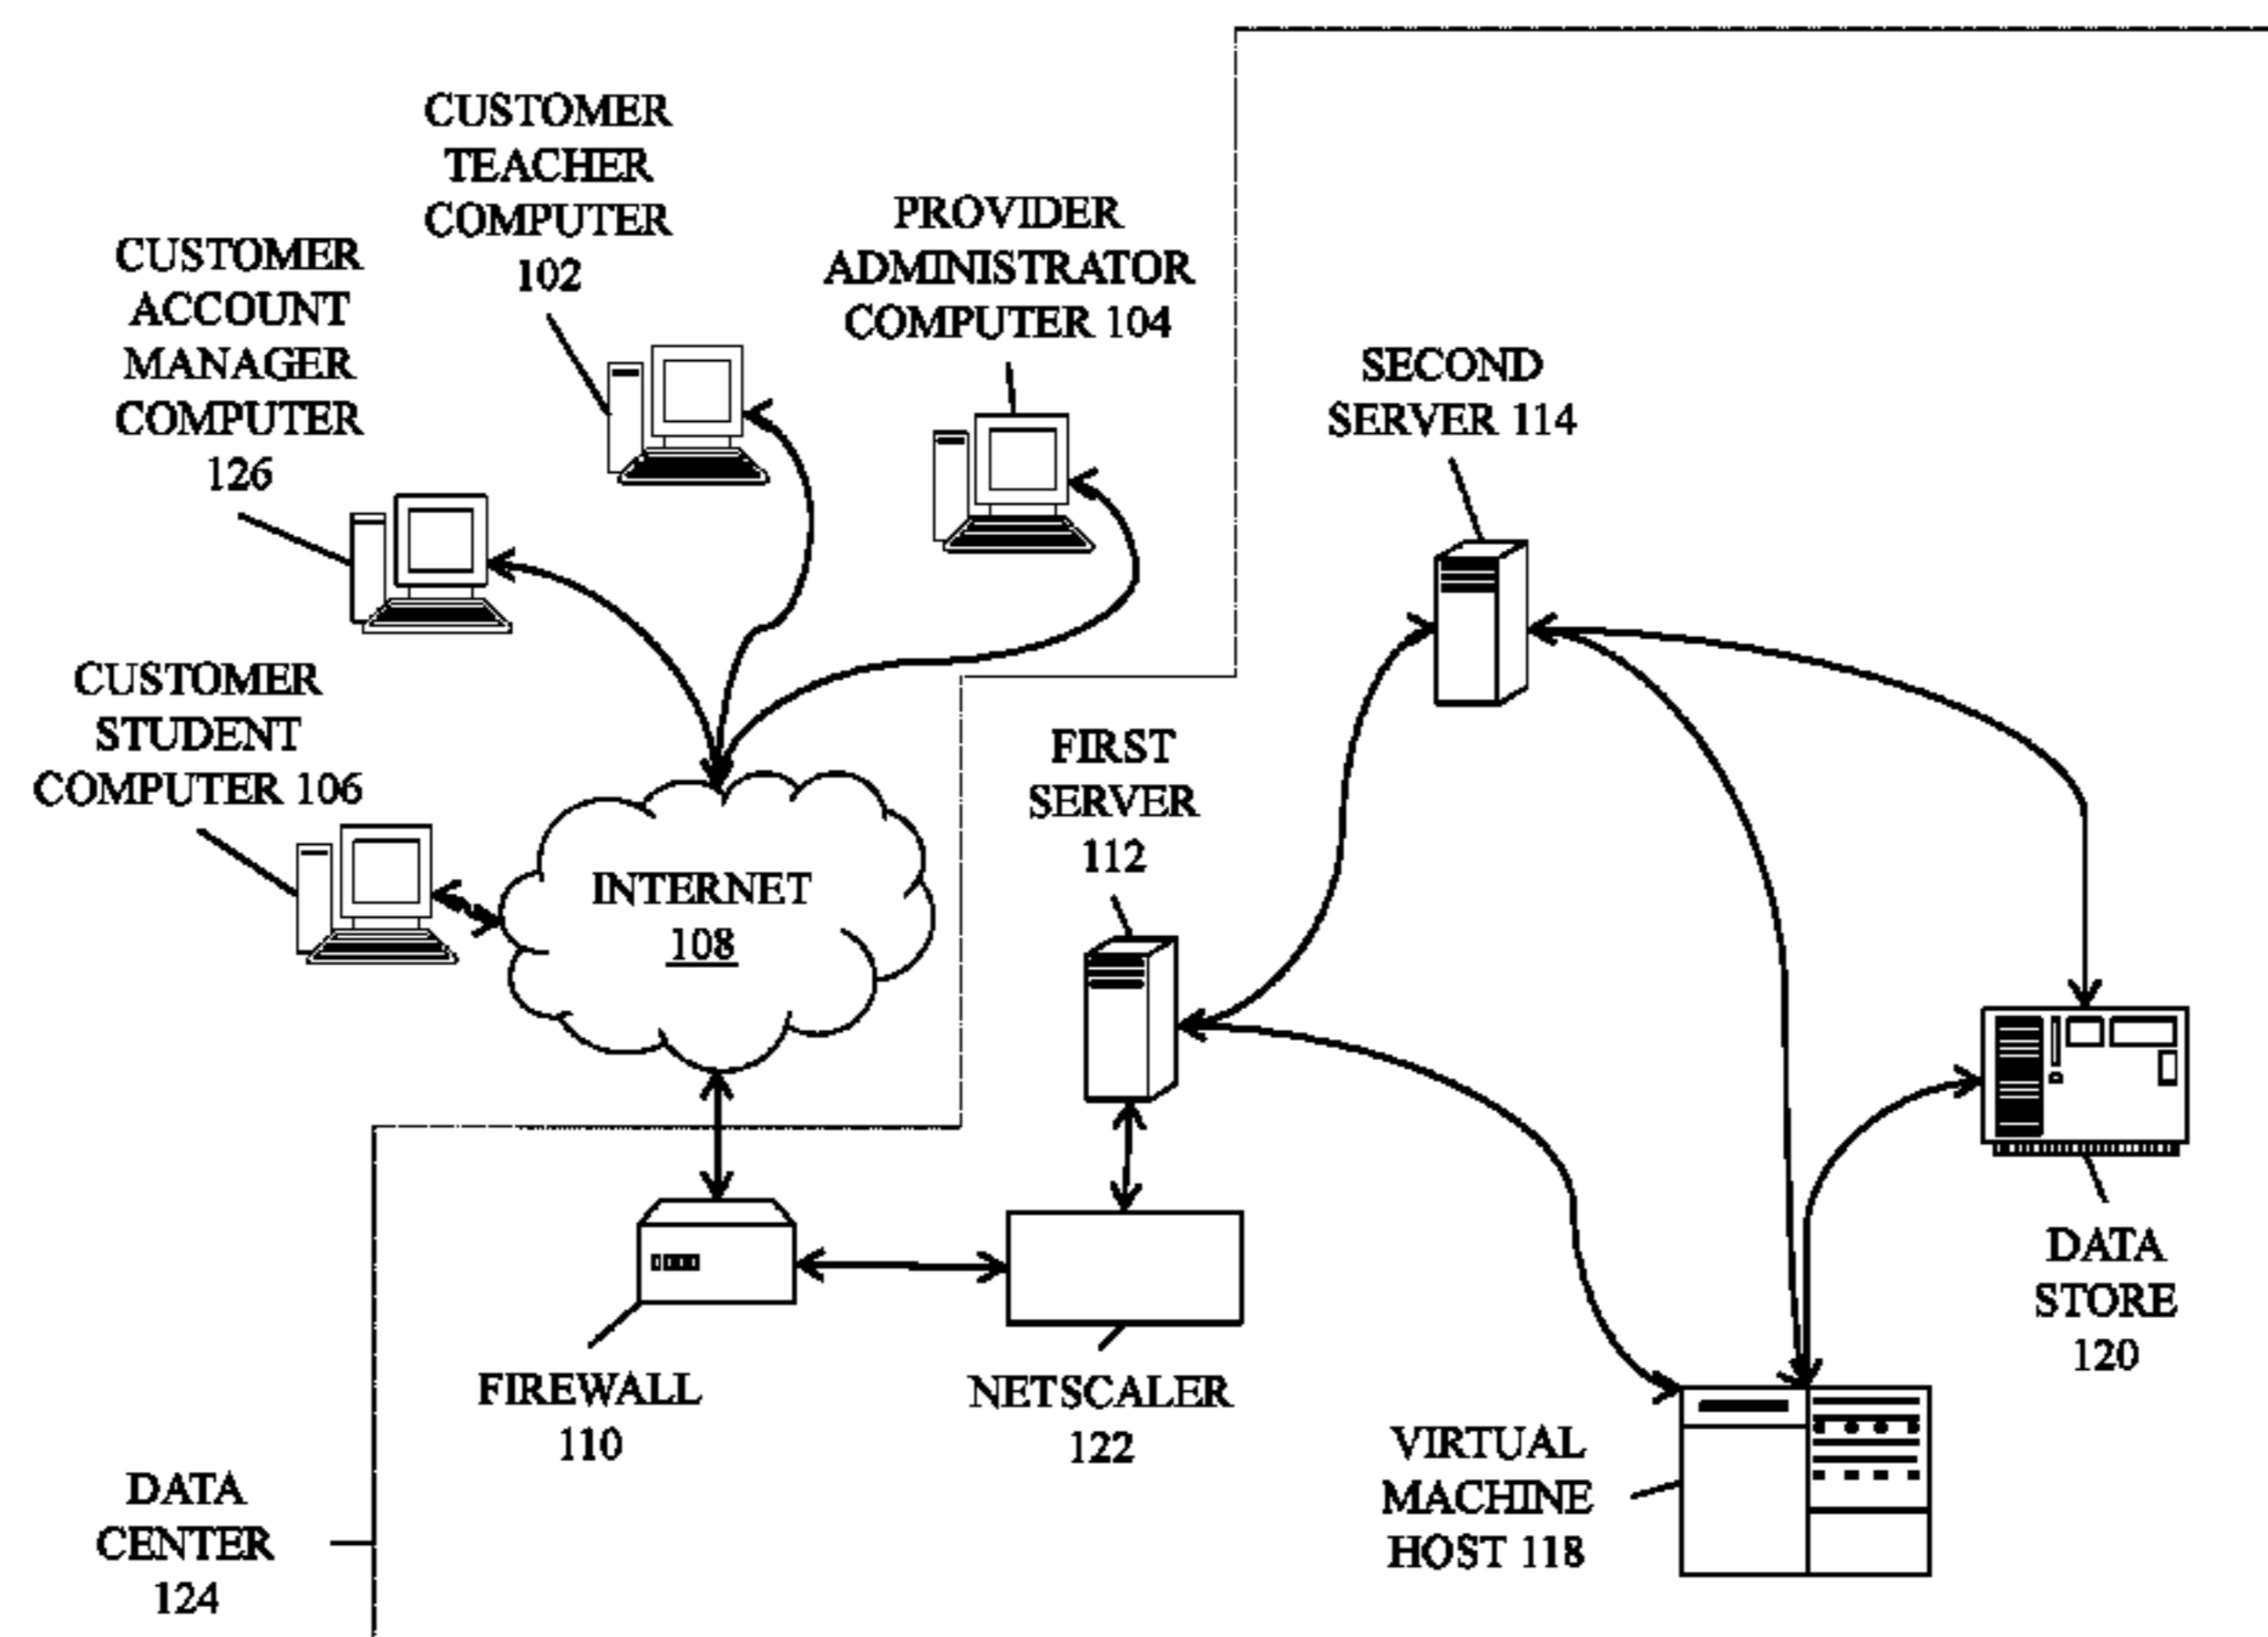 CUSTOMER
TEACHER
COMPUTER
102
PROVIDER
ADMINISTRATOR
COMPUTER 104
CUSTOMER
ACCOUNT
MANAGER
COMPUTER
126
SECOND
SERVER 114
CUSTOMER
STUDENT
COMPUTER 106
FIRST
SERVER
112
INTERNET
108
DATA
STORE
120
FIREWALL
110
NETSCALER
122
VIRTUAL
MACHINE
HOST 118
DATA
CENTER
124